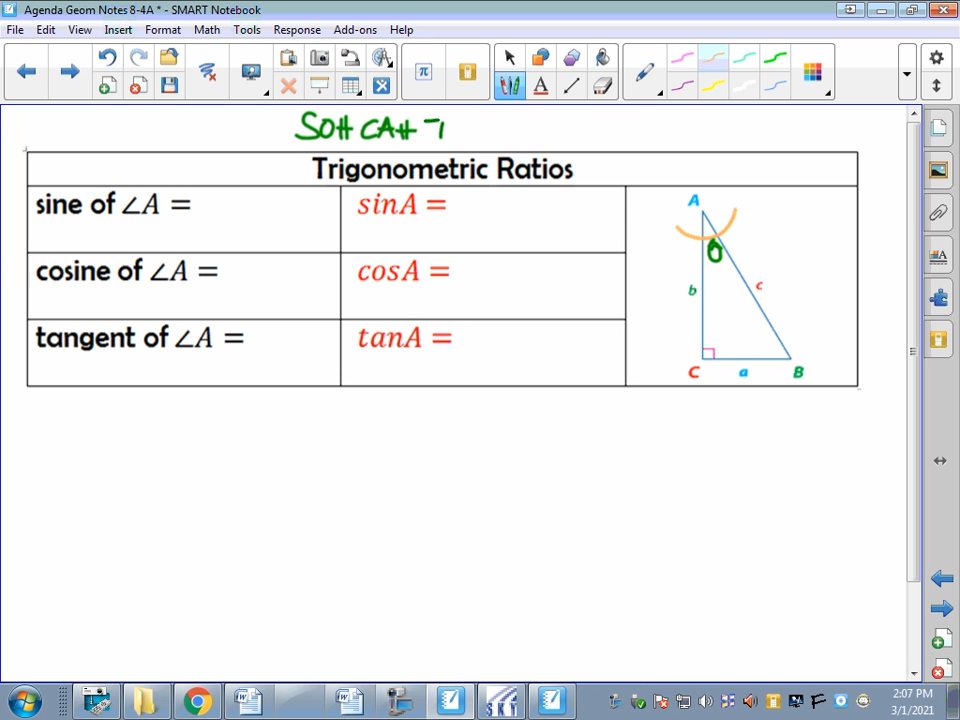 Agenda Geom Notes 8-4A * - SMART Notebook
File Edit View Insert Format Math Tools Response Add-ons Help
SOH CAH T
Trigonometric Ratios
sine of ∠A = sinA =
cosine of ∠A = cosA =
tangent of ∠A = tanA =
A
b c
C a B
2:07 PM
3/1/2021